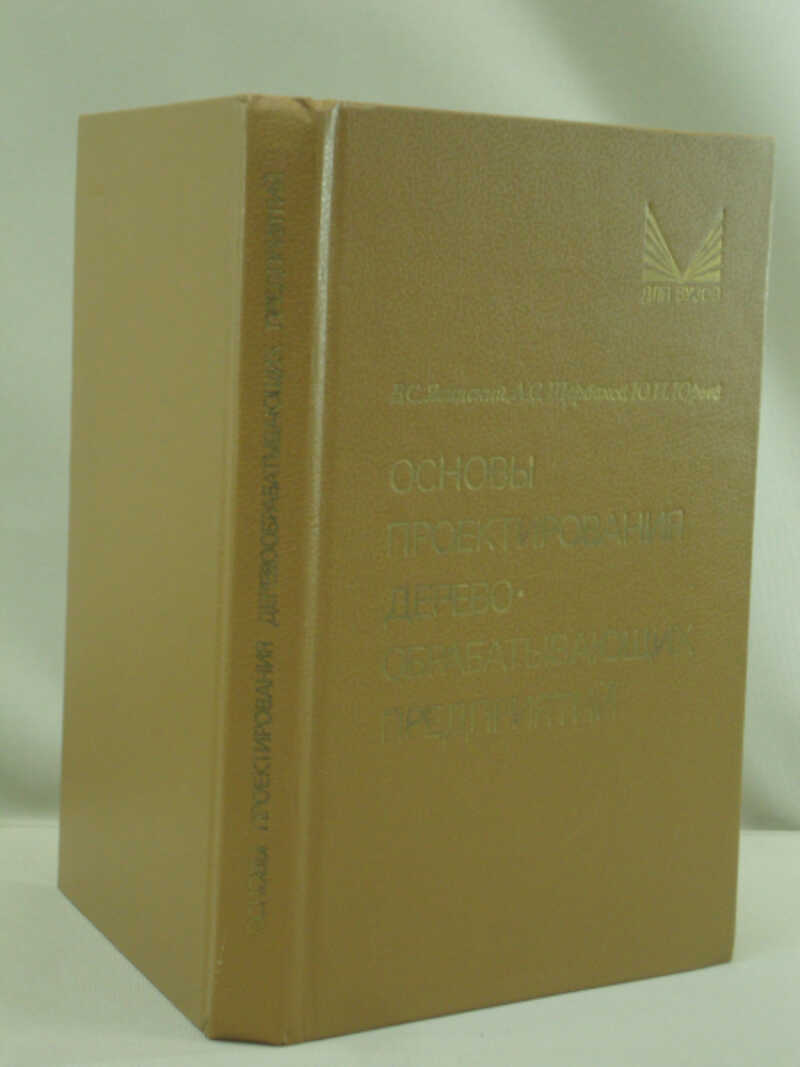 ДЛЯ ВУЗОВ
ОСНОВЫ
ПРОЕКТИРОВАНИЯ
ДЕРЕВО-
ОБРАБАТЫВАЮЩИХ
ПРЕДПРИЯТИЙ
ОСНОВЫ ПРОЕКТИРОВАНИЯ ДЕРЕВООБРАБАТЫВАЮЩИХ ПРЕДПРИЯТИЙ